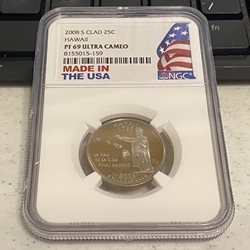 2008 S CLAD 25C
HAWAII
PF 69 ULTRA CAMEO
8155015-159
MADE IN
THE USA
NGC